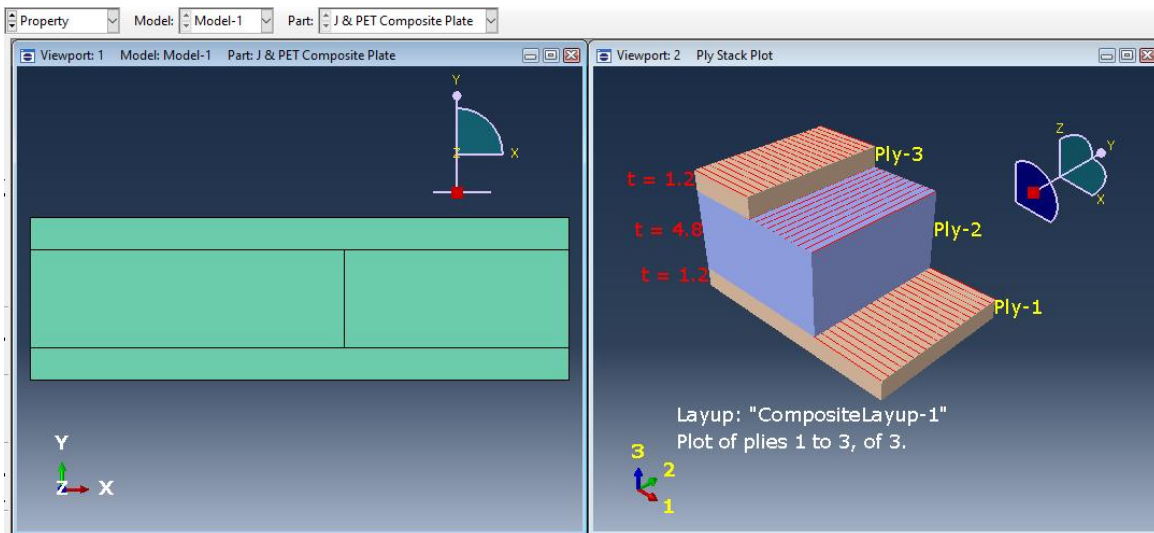 Property Model: Model-1 Part: J & PET Composite Plate
Viewport: 1 Model: Model-1 Part: J & PET Composite Plate
Y
Z X
Y
Z X
Viewport: 2 Ply Stack Plot
Z
Y
X
Ply-3
t = 1.2
t = 4.8
Ply-2
t = 1.2
Ply-1
Layup: "CompositeLayup-1"
Plot of plies 1 to 3, of 3.
3
2
1